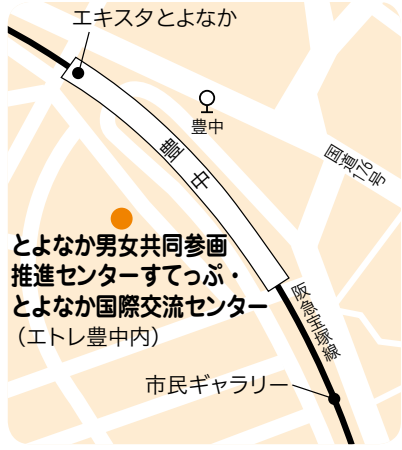 エキスタとよなか
豊中
豊中
国道176号
とよなか男女共同参画
推進センターすてっぷ・
とよなか国際交流センター
（エトレ豊中内）
阪急宝塚線
市民ギャラリー